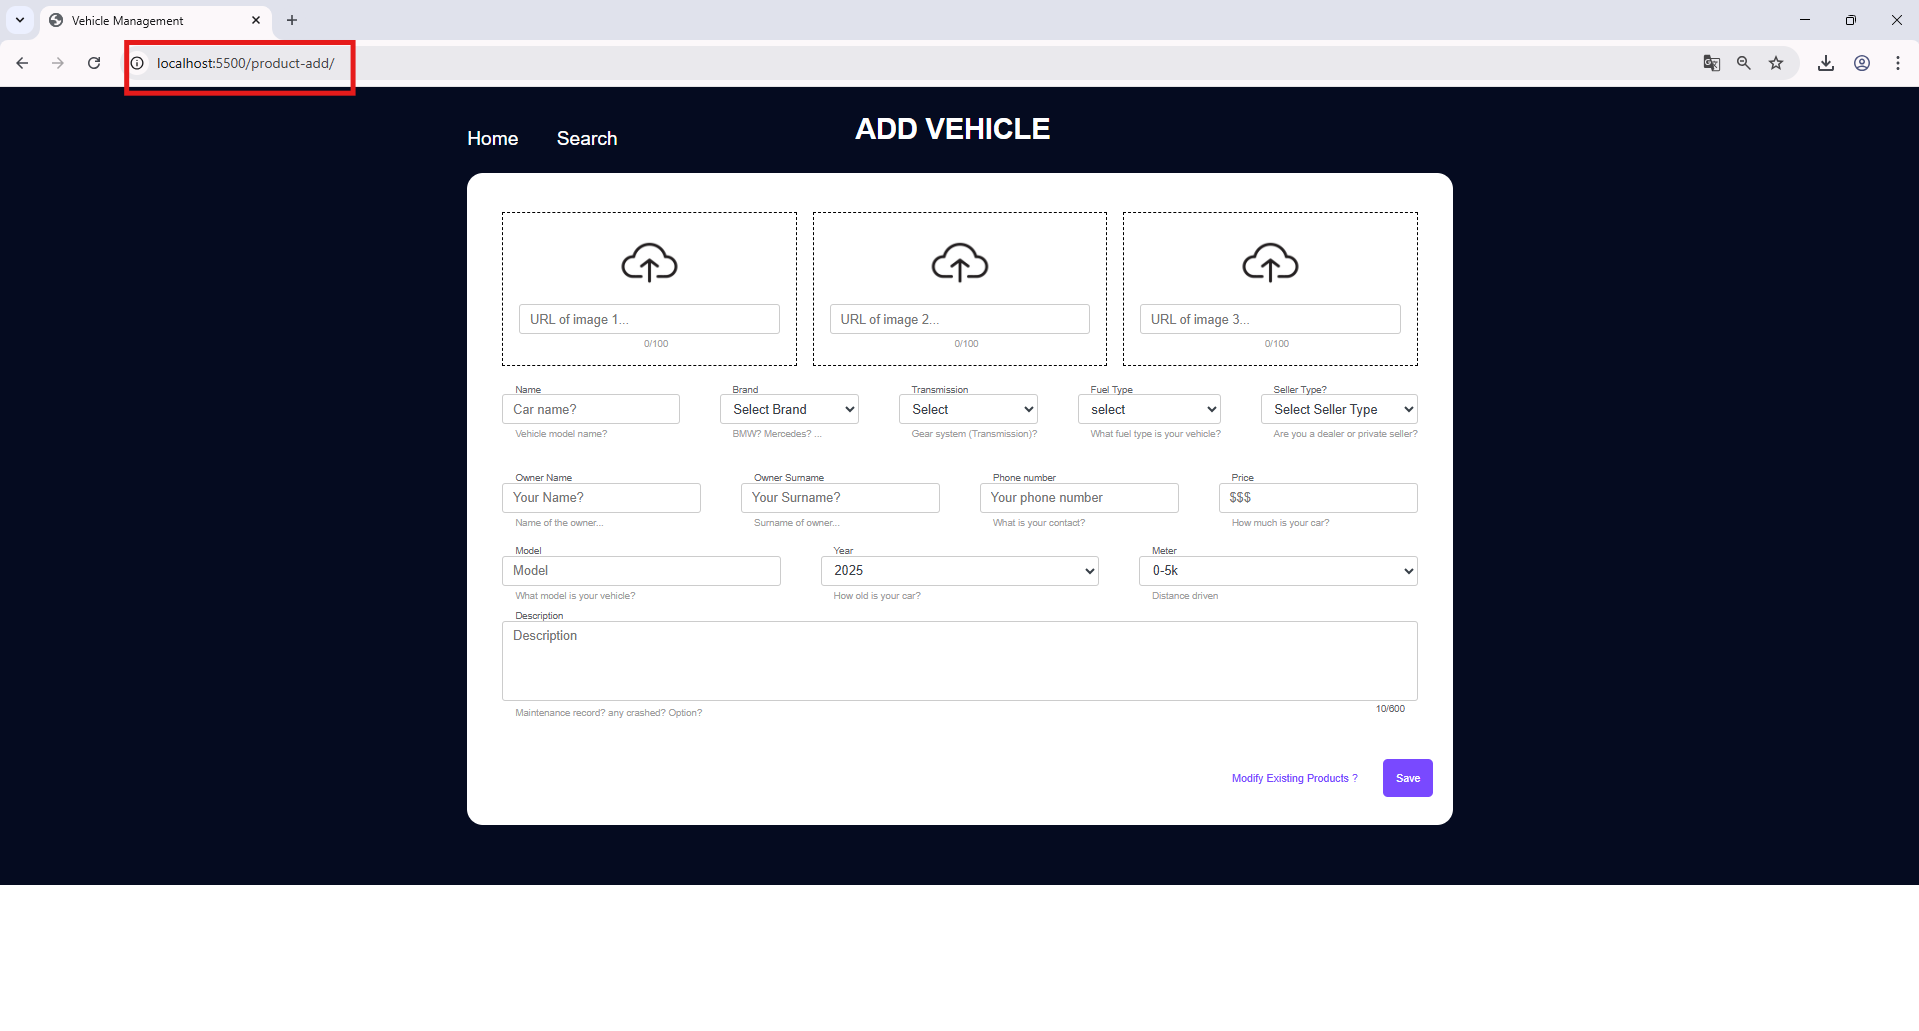 Vehicle Management
localhost:5500/product-add/
Home Search ADD VEHICLE
URL of image 1... URL of image 2... URL of image 3...
0/100 0/100 0/100
Name Brand Transmission Fuel Type Seller Type?
Car name? Select Brand Select select Select Seller Type
Vehicle model name? BMW? Mercedes? ... Gear system (Transmission)? What fuel type is your vehicle? Are you a dealer or private seller?
Owner Name Owner Surname Phone number Price
Your Name? Your Surname? Your phone number $$$
Name of the owner... Surname of owner... What is your contact? How much is your car?
Model Year Meter
Model 2025 0-5k
What model is your vehicle? How old is your car? Distance driven
Description
Description
Maintenance record? any crashed? Option? 10/600
Modify Existing Products ? Save